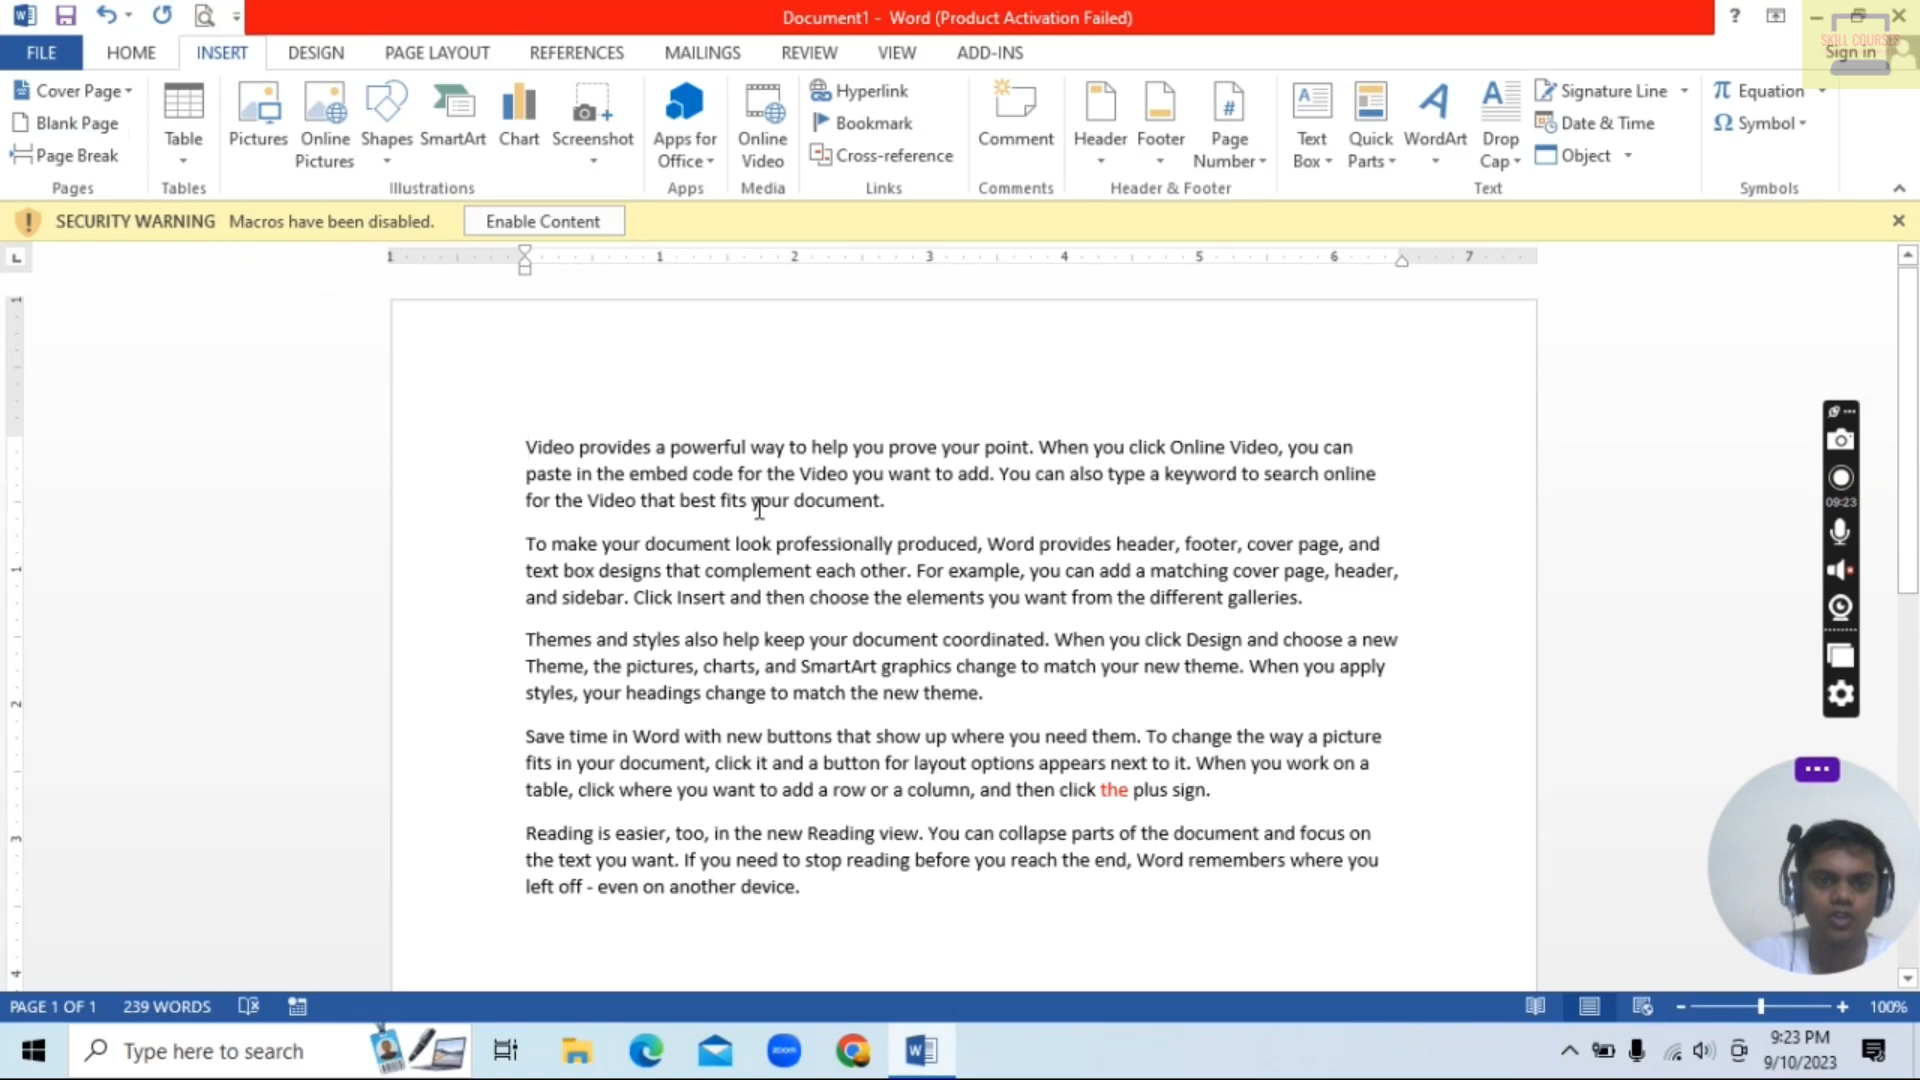 Document1 - Word (Product Activation Failed)
SKILL COURSES
FILE HOME INSERT DESIGN PAGE LAYOUT REFERENCES MAILINGS REVIEW VIEW ADD-INS Sign in
Cover Page
Blank Page
Page Break
Pages
Table
Tables
Pictures
Online Pictures
Shapes
SmartArt
Chart
Screenshot
Illustrations
Apps for Office
Apps
Online Video
Media
Hyperlink
Bookmark
Cross-reference
Links
Comment
Comments
Header
Footer
Page Number
Header & Footer
Text Box
Quick Parts
WordArt
Drop Cap
Signature Line
Date & Time
Object
Text
Equation
Symbol
Symbols
SECURITY WARNING Macros have been disabled. Enable Content
1 1 2 3 4 5 6 7
Video provides a powerful way to help you prove your point. When you click Online Video, you can
paste in the embed code for the Video you want to add. You can also type a keyword to search online
for the Video that best fits your document.
To make your document look professionally produced, Word provides header, footer, cover page, and
text box designs that complement each other. For example, you can add a matching cover page, header,
and sidebar. Click Insert and then choose the elements you want from the different galleries.
Themes and styles also help keep your document coordinated. When you click Design and choose a new
Theme, the pictures, charts, and SmartArt graphics change to match your new theme. When you apply
styles, your headings change to match the new theme.
Save time in Word with new buttons that show up where you need them. To change the way a picture
fits in your document, click it and a button for layout options appears next to it. When you work on a
table, click where you want to add a row or a column, and then click the plus sign.
Reading is easier, too, in the new Reading view. You can collapse parts of the document and focus on
the text you want. If you need to stop reading before you reach the end, Word remembers where you
left off - even on another device.
09:23
PAGE 1 OF 1 239 WORDS 100%
Type here to search
zoom
9:23 PM
9/10/2023